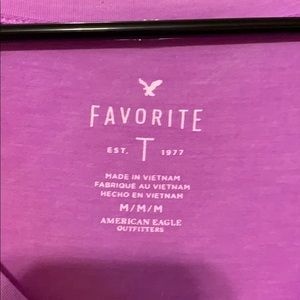 FAVORITE
EST. T 1977
MADE IN VIETNAM
FABRIQUÉ AU VIETNAM
HECHO EN VIETNAM
M/M/M
AMERICAN EAGLE
OUTFITTERS